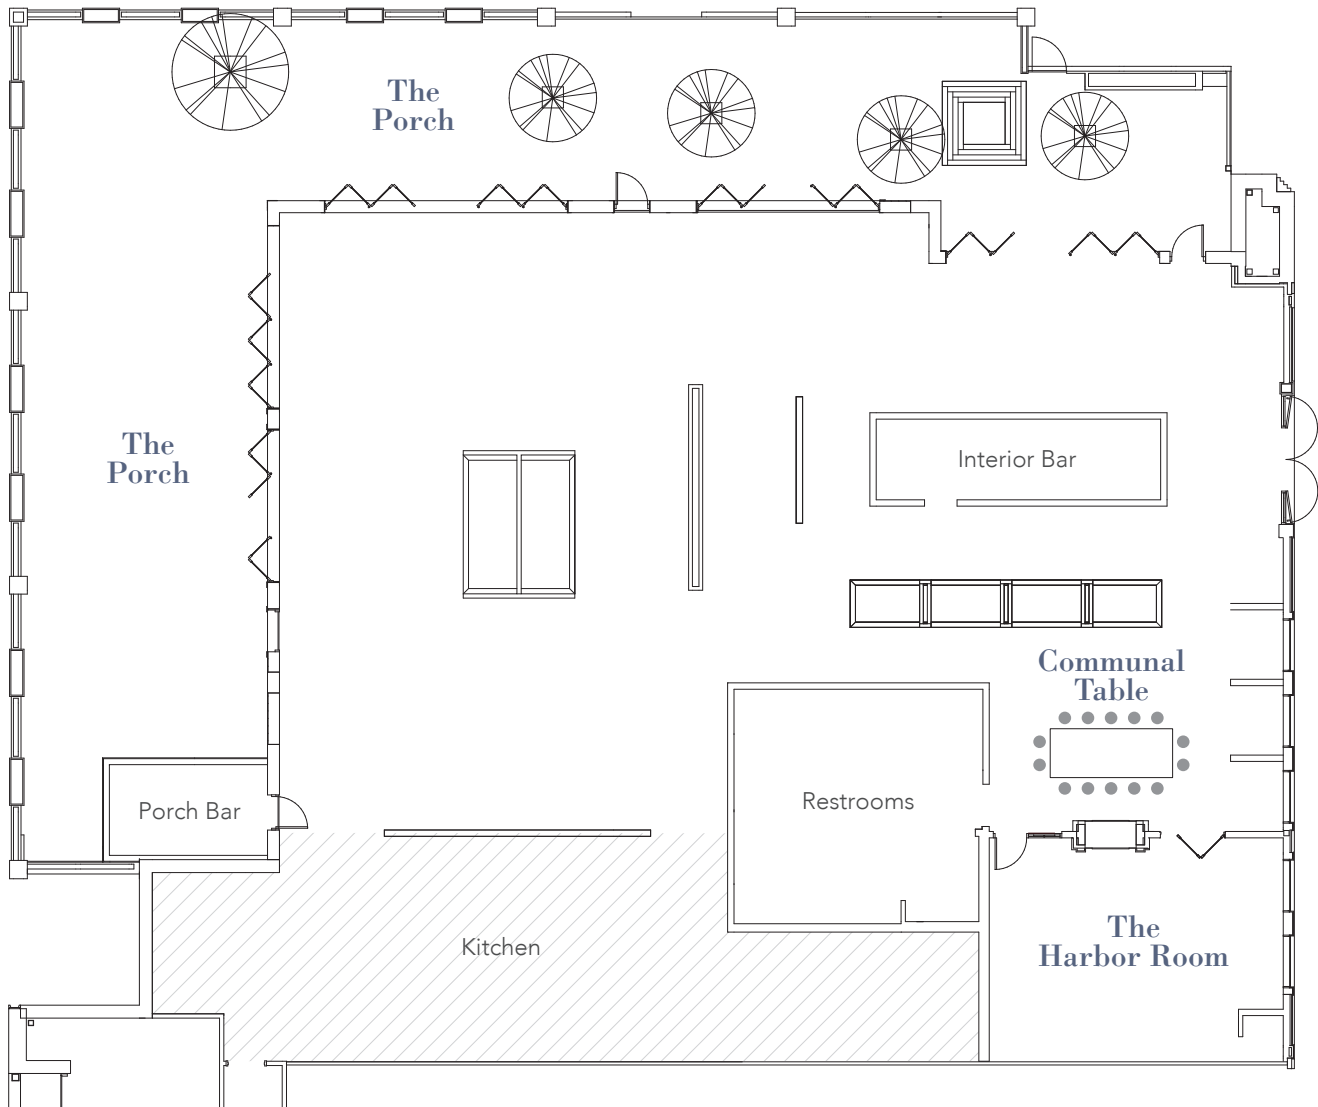 The
Porch
The
Porch
Interior Bar
Communal
Table
Restrooms
Porch Bar
The
Harbor Room
Kitchen